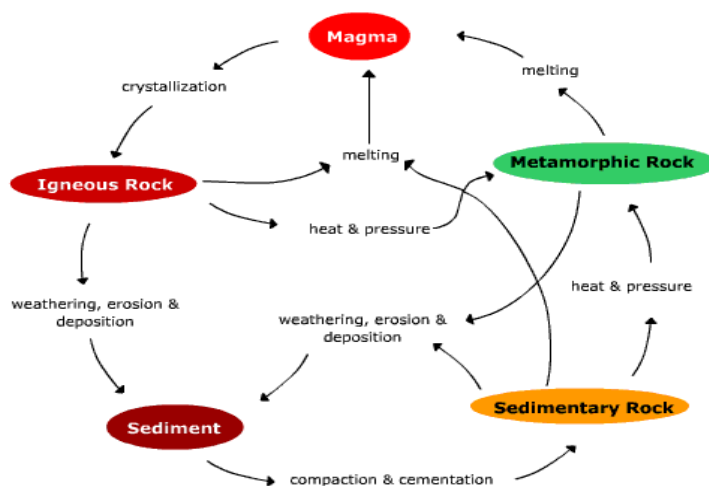 Magma
melting
crystallization
melting
Metamorphic Rock
Igneous Rock
heat & pressure
heat & pressure
weathering, erosion &
deposition
weathering, erosion &
deposition
Sedimentary Rock
Sediment
compaction & cementation